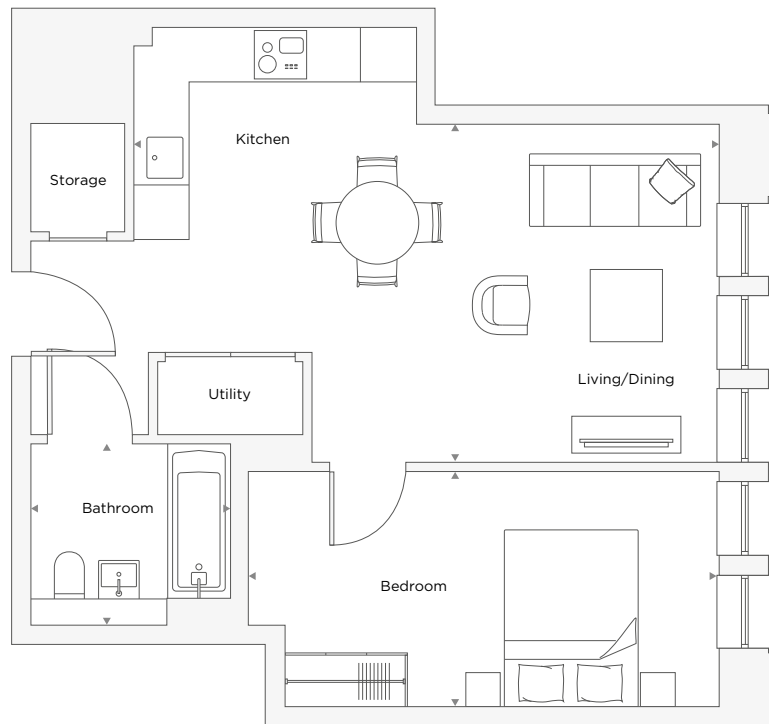 Kitchen
Storage
Living/Dining
Utility
Bathroom
Bedroom